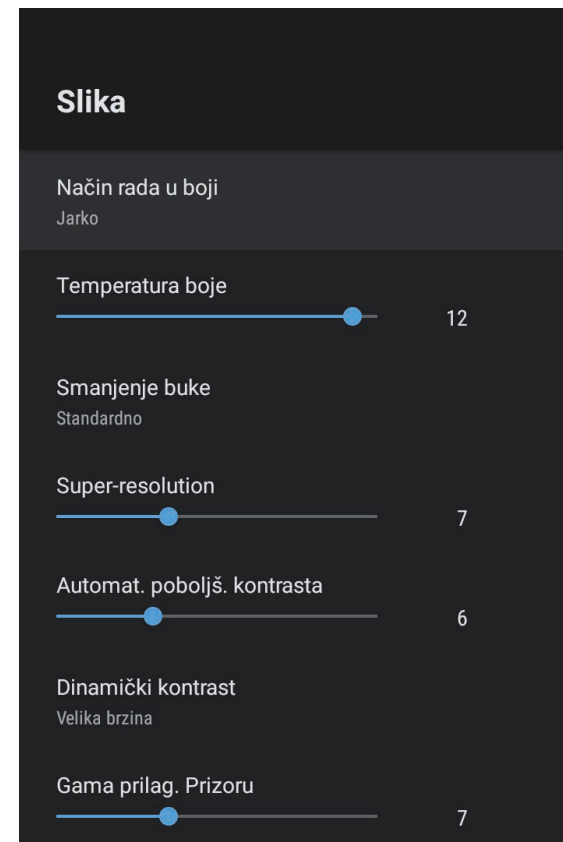 Slika
Način rada u boji
Jarko
Temperatura boje
12
Smanjenje buke
Standardno
Super-resolution
7
Automat. poboljš. kontrasta
6
Dinamički kontrast
Velika brzina
Gama prilag. Prizoru
7